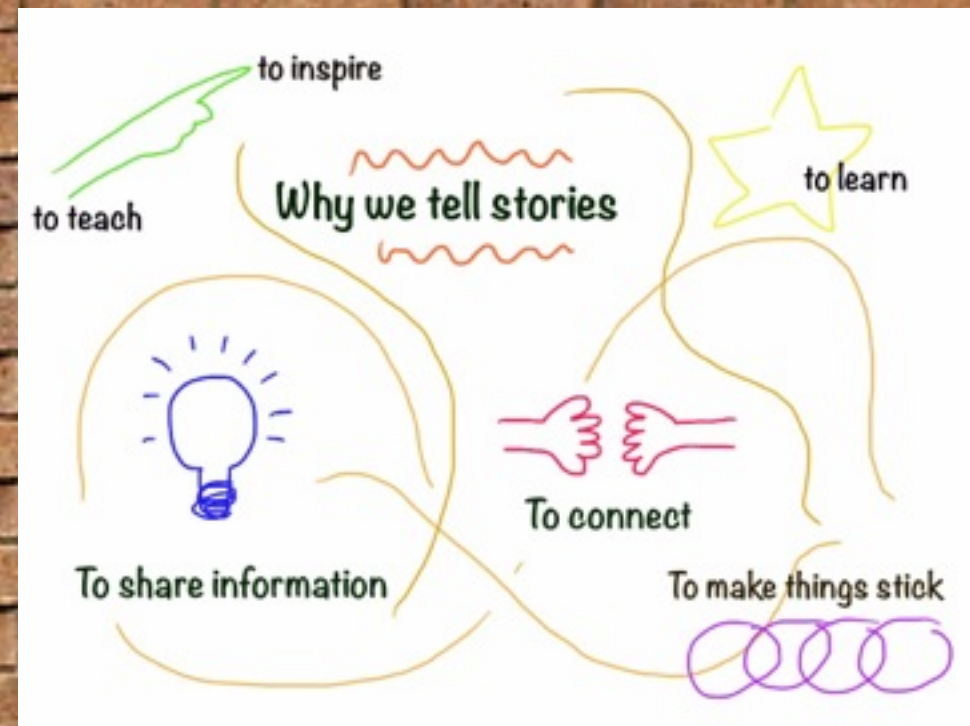 to inspire
to teach
Why we tell stories
to learn
To share information
To connect
To make things stick